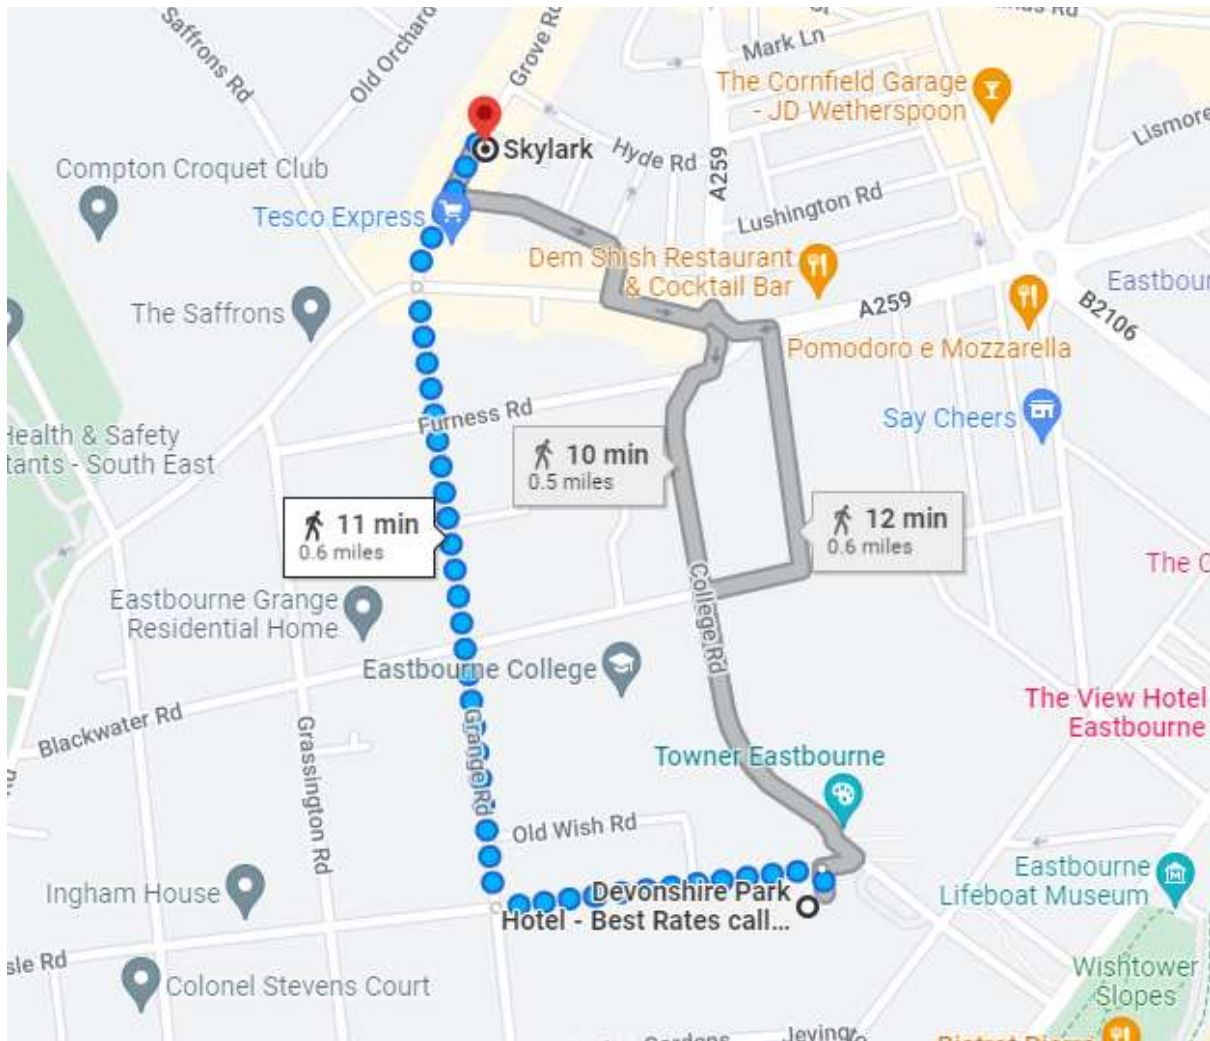 Saffrons Rd
Old Orchard
Grove Rd
Mark Ln
The Cornfield Garage
- JD Wetherspoon
Lismore
Skylark
Hyde Rd
A259
Compton Croquet Club
Tesco Express
Lushington Rd
Dem Shish Restaurant
& Cocktail Bar
A259
Eastbour
B2106
The Saffrons
Pomodoro e Mozzarella
Furness Rd
Say Cheers
Health & Safety
tants - South East
10 min
0.5 miles
11 min
0.6 miles
12 min
0.6 miles
College Rd
The C
Eastbourne Grange
Residential Home
Eastbourne College
The View Hotel
Eastbourne
Blackwater Rd
Grange Rd
Grassington Rd
Towner Eastbourne
Old Wish Rd
Ingham House
Devonshire Park
Hotel - Best Rates call...
Eastbourne
Lifeboat Museum
sle Rd
Colonel Stevens Court
Wishtower
Slopes
Gardens